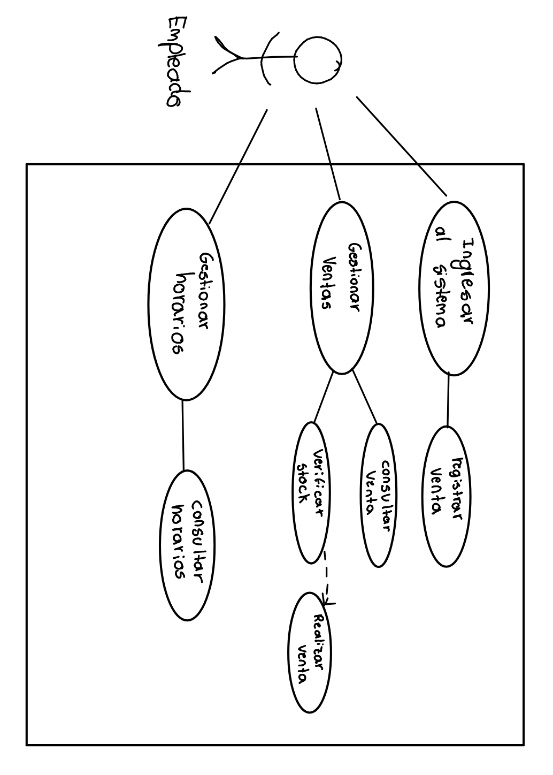 Empleado
Ingresar
al sistema
registrar
venta
Gestionar
Ventas
consultar
venta
verificar
stock
Realizar
venta
Gestionar
horarios
consultar
horarios